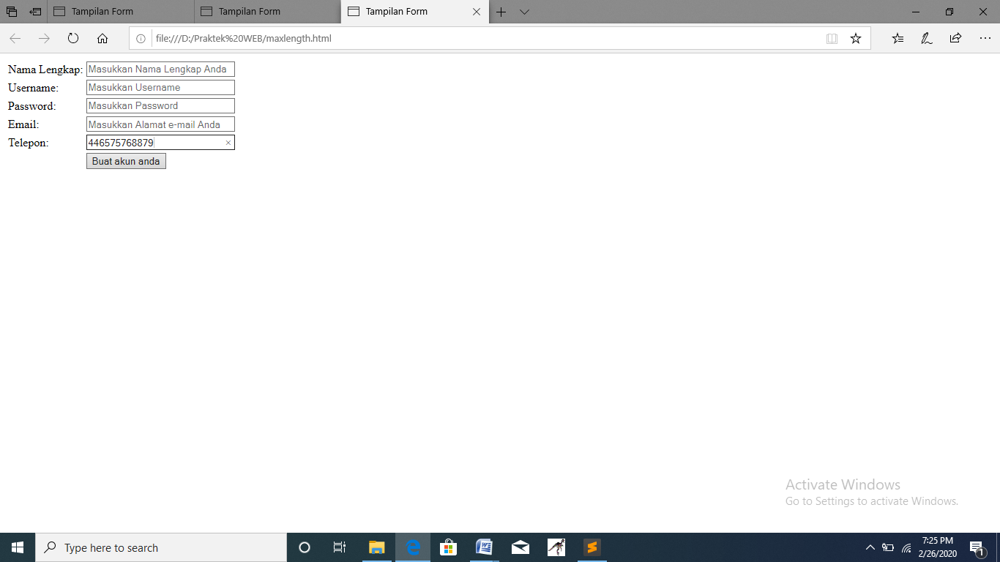 Tampilan Form
Tampilan Form
Tampilan Form
file:///D:/Praktek%20WEB/maxlength.html
Nama Lengkap: Masukkan Nama Lengkap Anda
Username: Masukkan Username
Password: Masukkan Password
Email: Masukkan Alamat e-mail Anda
Telepon: 446575768879
Buat akun anda
Activate Windows
Go to Settings to activate Windows.
Type here to search
7:25 PM
2/26/2020
1